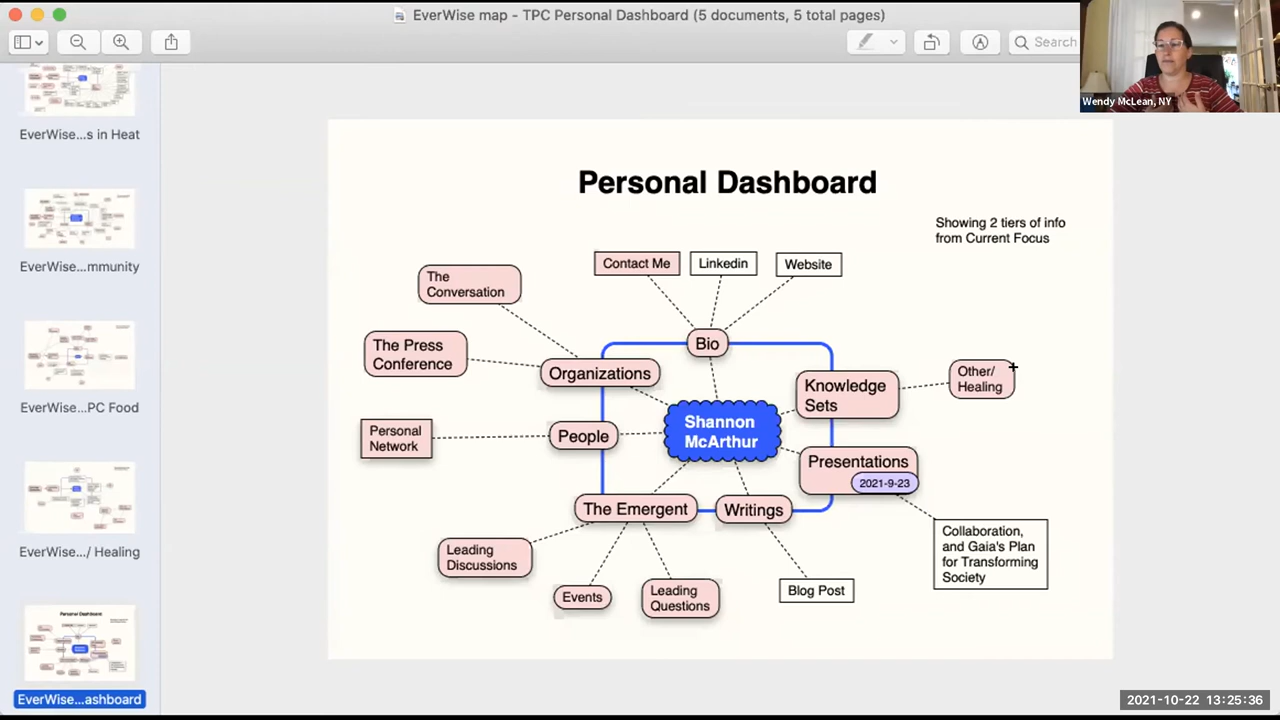 EverWise map - TPC Personal Dashboard (5 documents, 5 total pages)
Search
Wendy McLean, NY
EverWise...s in Heat
EverWise...mmunity
EverWise...PC Food
EverWise.../ Healing
Personal Dashboard
EverWise...ashboard
Personal Dashboard
Showing 2 tiers of info
from Current Focus
Contact Me
Linkedin
Website
The
Conversation
Bio
The Press
Conference
Organizations
Knowledge
Sets
Other/
Healing
Personal
Network
People
Shannon
McArthur
Presentations
2021-9-23
The Emergent
Writings
Leading
Discussions
Events
Leading
Questions
Blog Post
Collaboration,
and Gaia's Plan
for Transforming
Society
2021-10-22 13:25:36